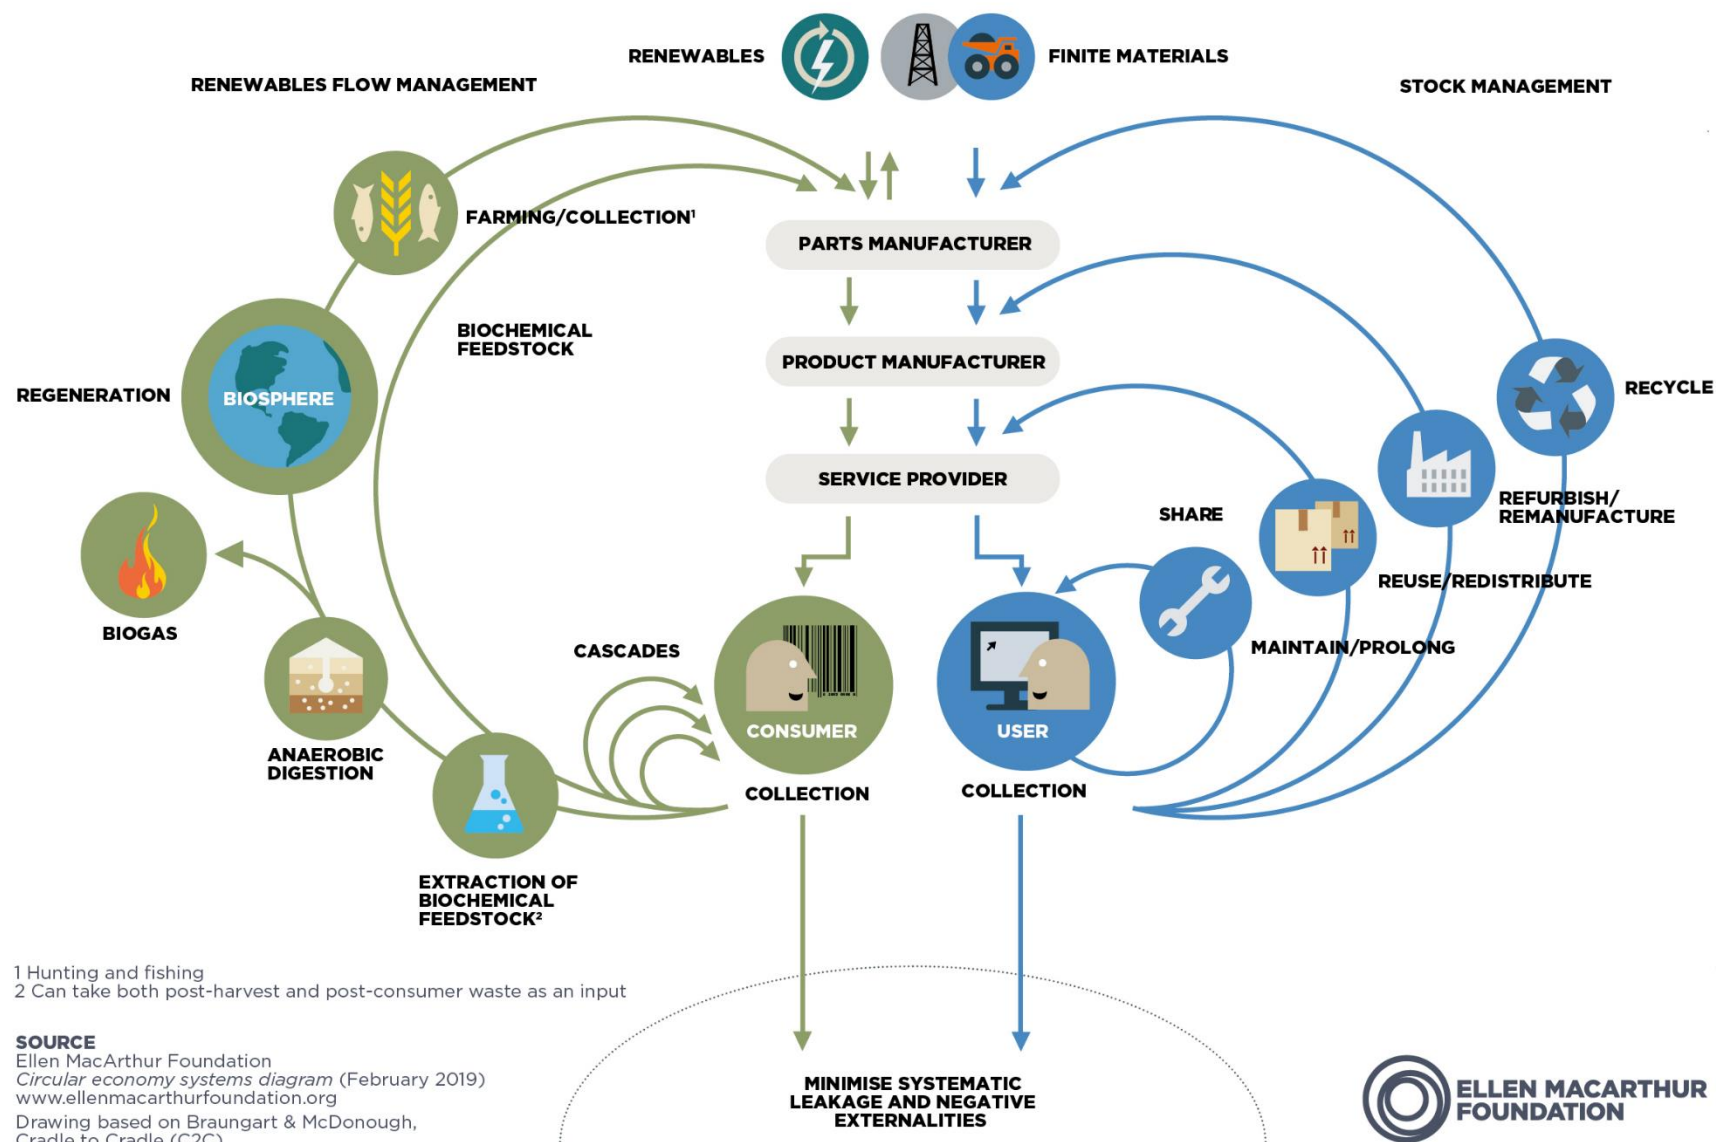 RENEWABLES
FINITE MATERIALS
RENEWABLES FLOW MANAGEMENT
STOCK MANAGEMENT
FARMING/COLLECTION¹
PARTS MANUFACTURER
BIOCHEMICAL
FEEDSTOCK
PRODUCT MANUFACTURER
REGENERATION
BIOSPHERE
RECYCLE
SERVICE PROVIDER
REFURBISH/
REMANUFACTURE
SHARE
REUSE/REDISTRIBUTE
BIOGAS
CASCADES
MAINTAIN/PROLONG
CONSUMER
USER
ANAEROBIC
DIGESTION
COLLECTION
COLLECTION
EXTRACTION OF
BIOCHEMICAL
FEEDSTOCK²
1 Hunting and fishing
2 Can take both post-harvest and post-consumer waste as an input
SOURCE
Ellen MacArthur Foundation
Circular economy systems diagram (February 2019)
www.ellenmacarthurfoundation.org
Drawing based on Braungart & McDonough,
Cradle to Cradle (C2C)
MINIMISE SYSTEMATIC
LEAKAGE AND NEGATIVE
EXTERNALITIES
ELLEN MACARTHUR
FOUNDATION